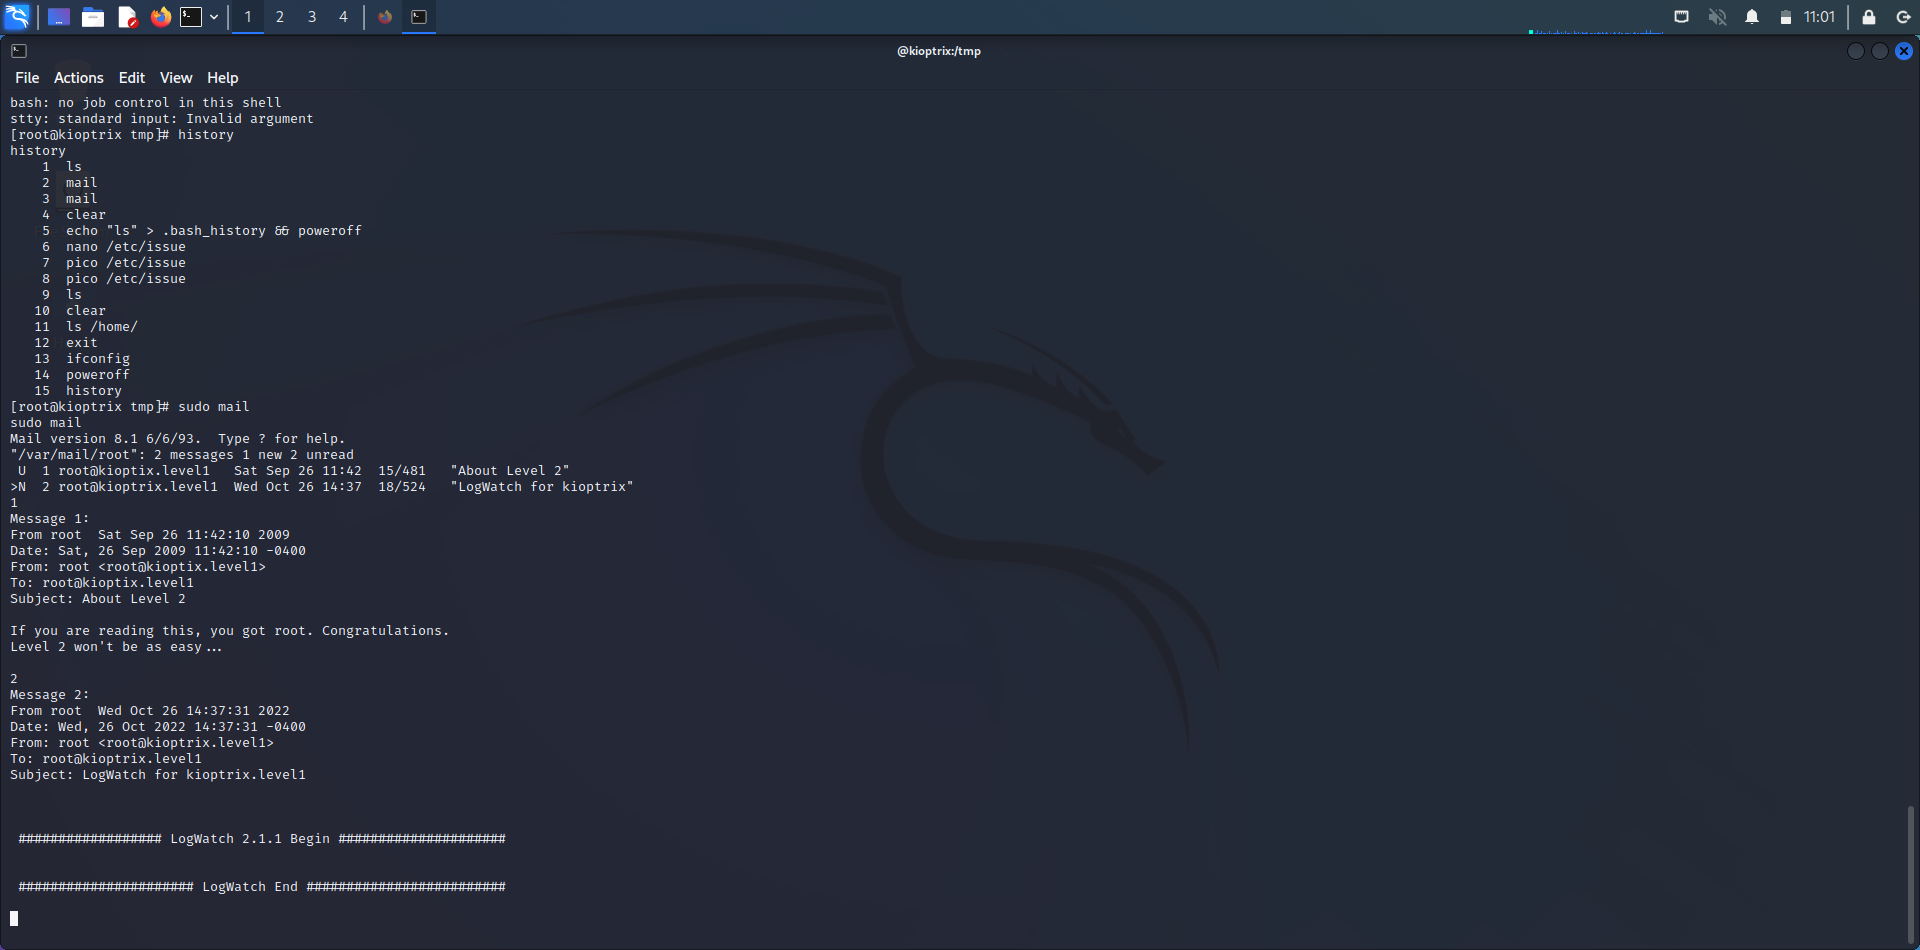 1 2 3 4 11:01
@kioptrix:/tmp
File Actions Edit View Help
bash: no job control in this shell
stty: standard input: Invalid argument
[root@kioptrix tmp]# history
history
    1  ls
    2  mail
    3  mail
    4  clear
    5  echo "ls" > .bash_history && poweroff
    6  nano /etc/issue
    7  pico /etc/issue
    8  pico /etc/issue
    9  ls
   10  clear
   11  ls /home/
   12  exit
   13  ifconfig
   14  poweroff
   15  history
[root@kioptrix tmp]# sudo mail
sudo mail
Mail version 8.1 6/6/93.  Type ? for help.
"/var/mail/root": 2 messages 1 new 2 unread
 U  1 root@kioptix.level1   Sat Sep 26 11:42  15/481   "About Level 2"
>N  2 root@kioptrix.level1  Wed Oct 26 14:37  18/524   "LogWatch for kioptrix"
1
Message 1:
From root  Sat Sep 26 11:42:10 2009
Date: Sat, 26 Sep 2009 11:42:10 -0400
From: root <root@kioptix.level1>
To: root@kioptix.level1
Subject: About Level 2
If you are reading this, you got root. Congratulations.
Level 2 won't be as easy...
2
Message 2:
From root  Wed Oct 26 14:37:31 2022
Date: Wed, 26 Oct 2022 14:37:31 -0400
From: root <root@kioptrix.level1>
To: root@kioptrix.level1
Subject: LogWatch for kioptrix.level1
 ################## LogWatch 2.1.1 Begin #####################
 ###################### LogWatch End #########################